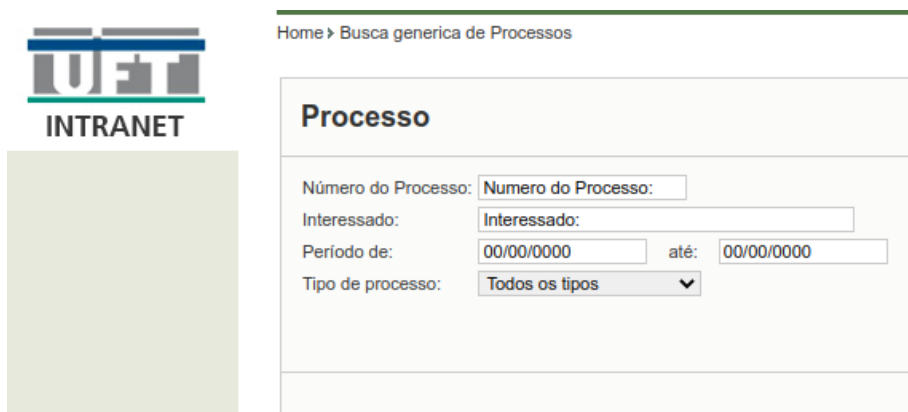 UFT
INTRANET
Home › Busca generica de Processos
Processo
Número do Processo: Numero do Processo:
Interessado: Interessado:
Período de: 00/00/0000 até: 00/00/0000
Tipo de processo: Todos os tipos